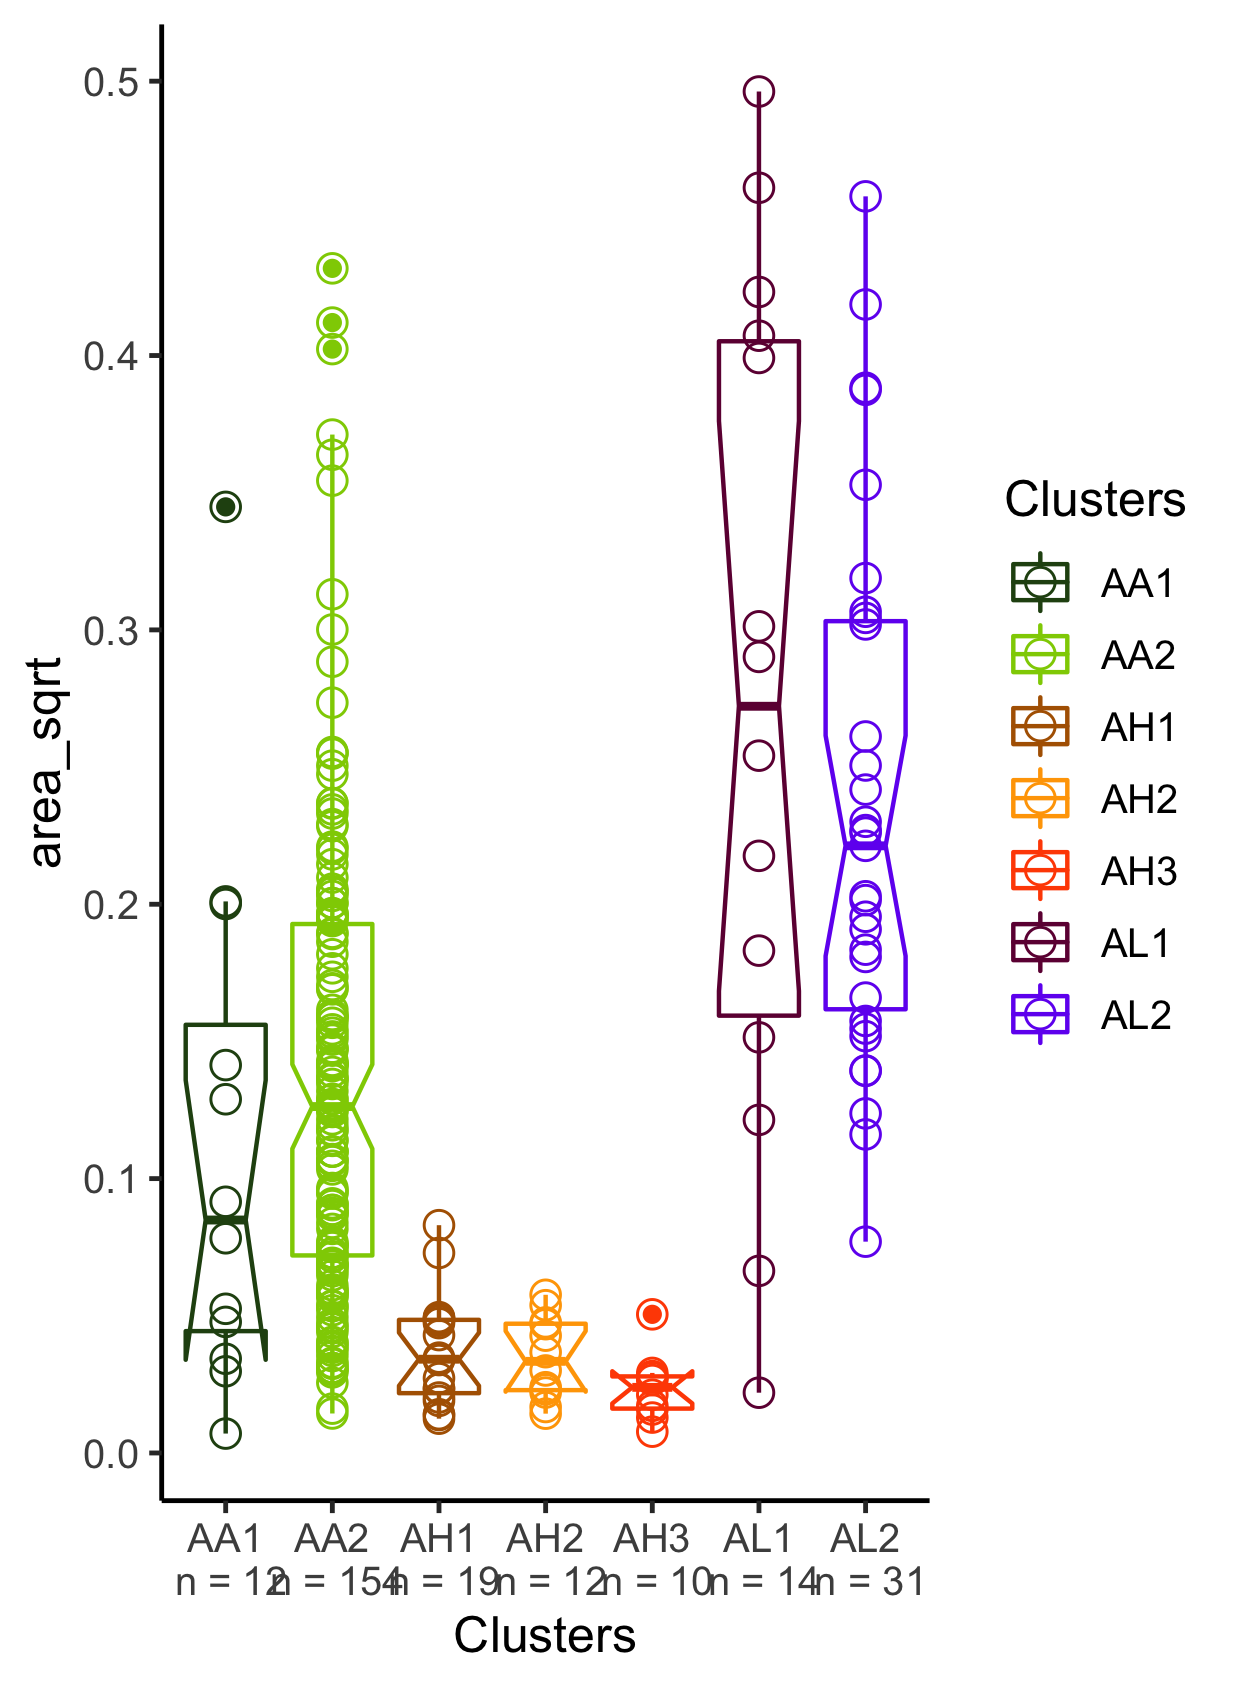 0.5
0.4
0.3
0.2
0.1
0.0
area_sqrt
AA1 AA2 AH1 AH2 AH3 AL1 AL2
n = 12 n = 154 n = 19 n = 12 n = 10 n = 14 n = 31
Clusters
Clusters
AA1
AA2
AH1
AH2
AH3
AL1
AL2